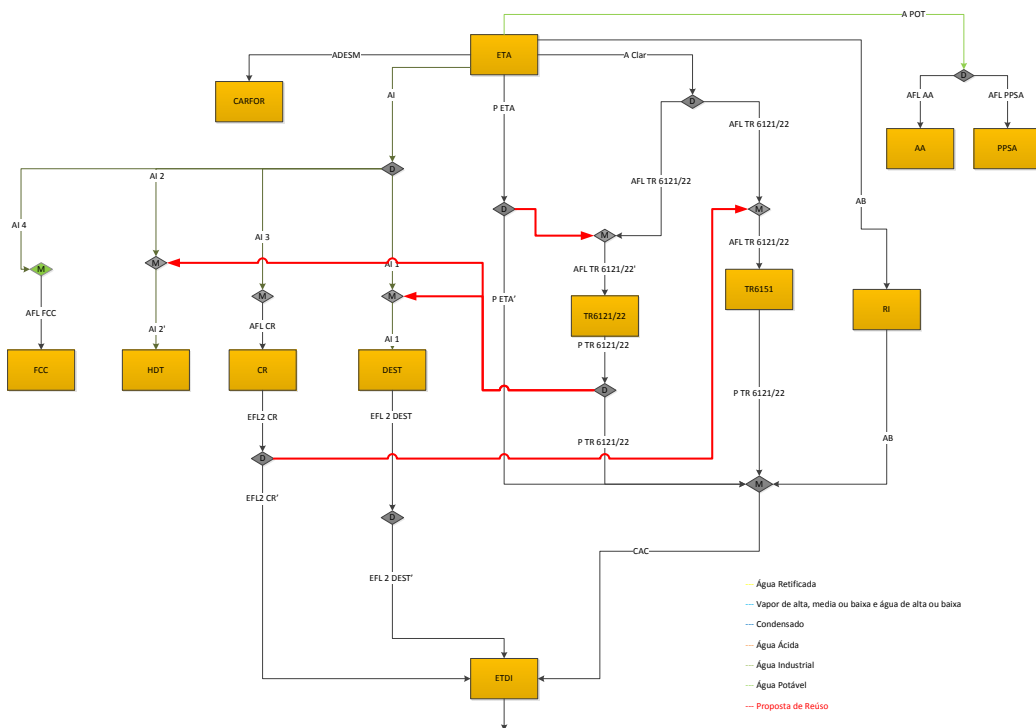 A POT
ETA
ADESM
A Clar
CARFOR
AI
P ETA
D
D
AFL AA
AFL PPSA
AFL TR 6121/22
AA
PPSA
D
AI 2
AFL TR 6121/22
AI 4
AB
D
M
AI 3
M
AFL TR 6121/22
M
AI 1
M
AFL TR 6121/22'
TR6151
RI
M
M
P ETA'
AFL FCC
AI 2'
AFL CR
AI 1
TR6121/22
P TR 6121/22
FCC
HDT
CR
DEST
D
P TR 6121/22
EFL2 CR
EFL 2 DEST
P TR 6121/22
AB
D
M
EFL2 CR'
D
CAC
EFL 2 DEST'
Água Retificada
Vapor de alta, media ou baixa e água de alta ou baixa
Condensado
Água Ácida
Água Industrial
Água Potável
Proposta de Reúso
ETDI